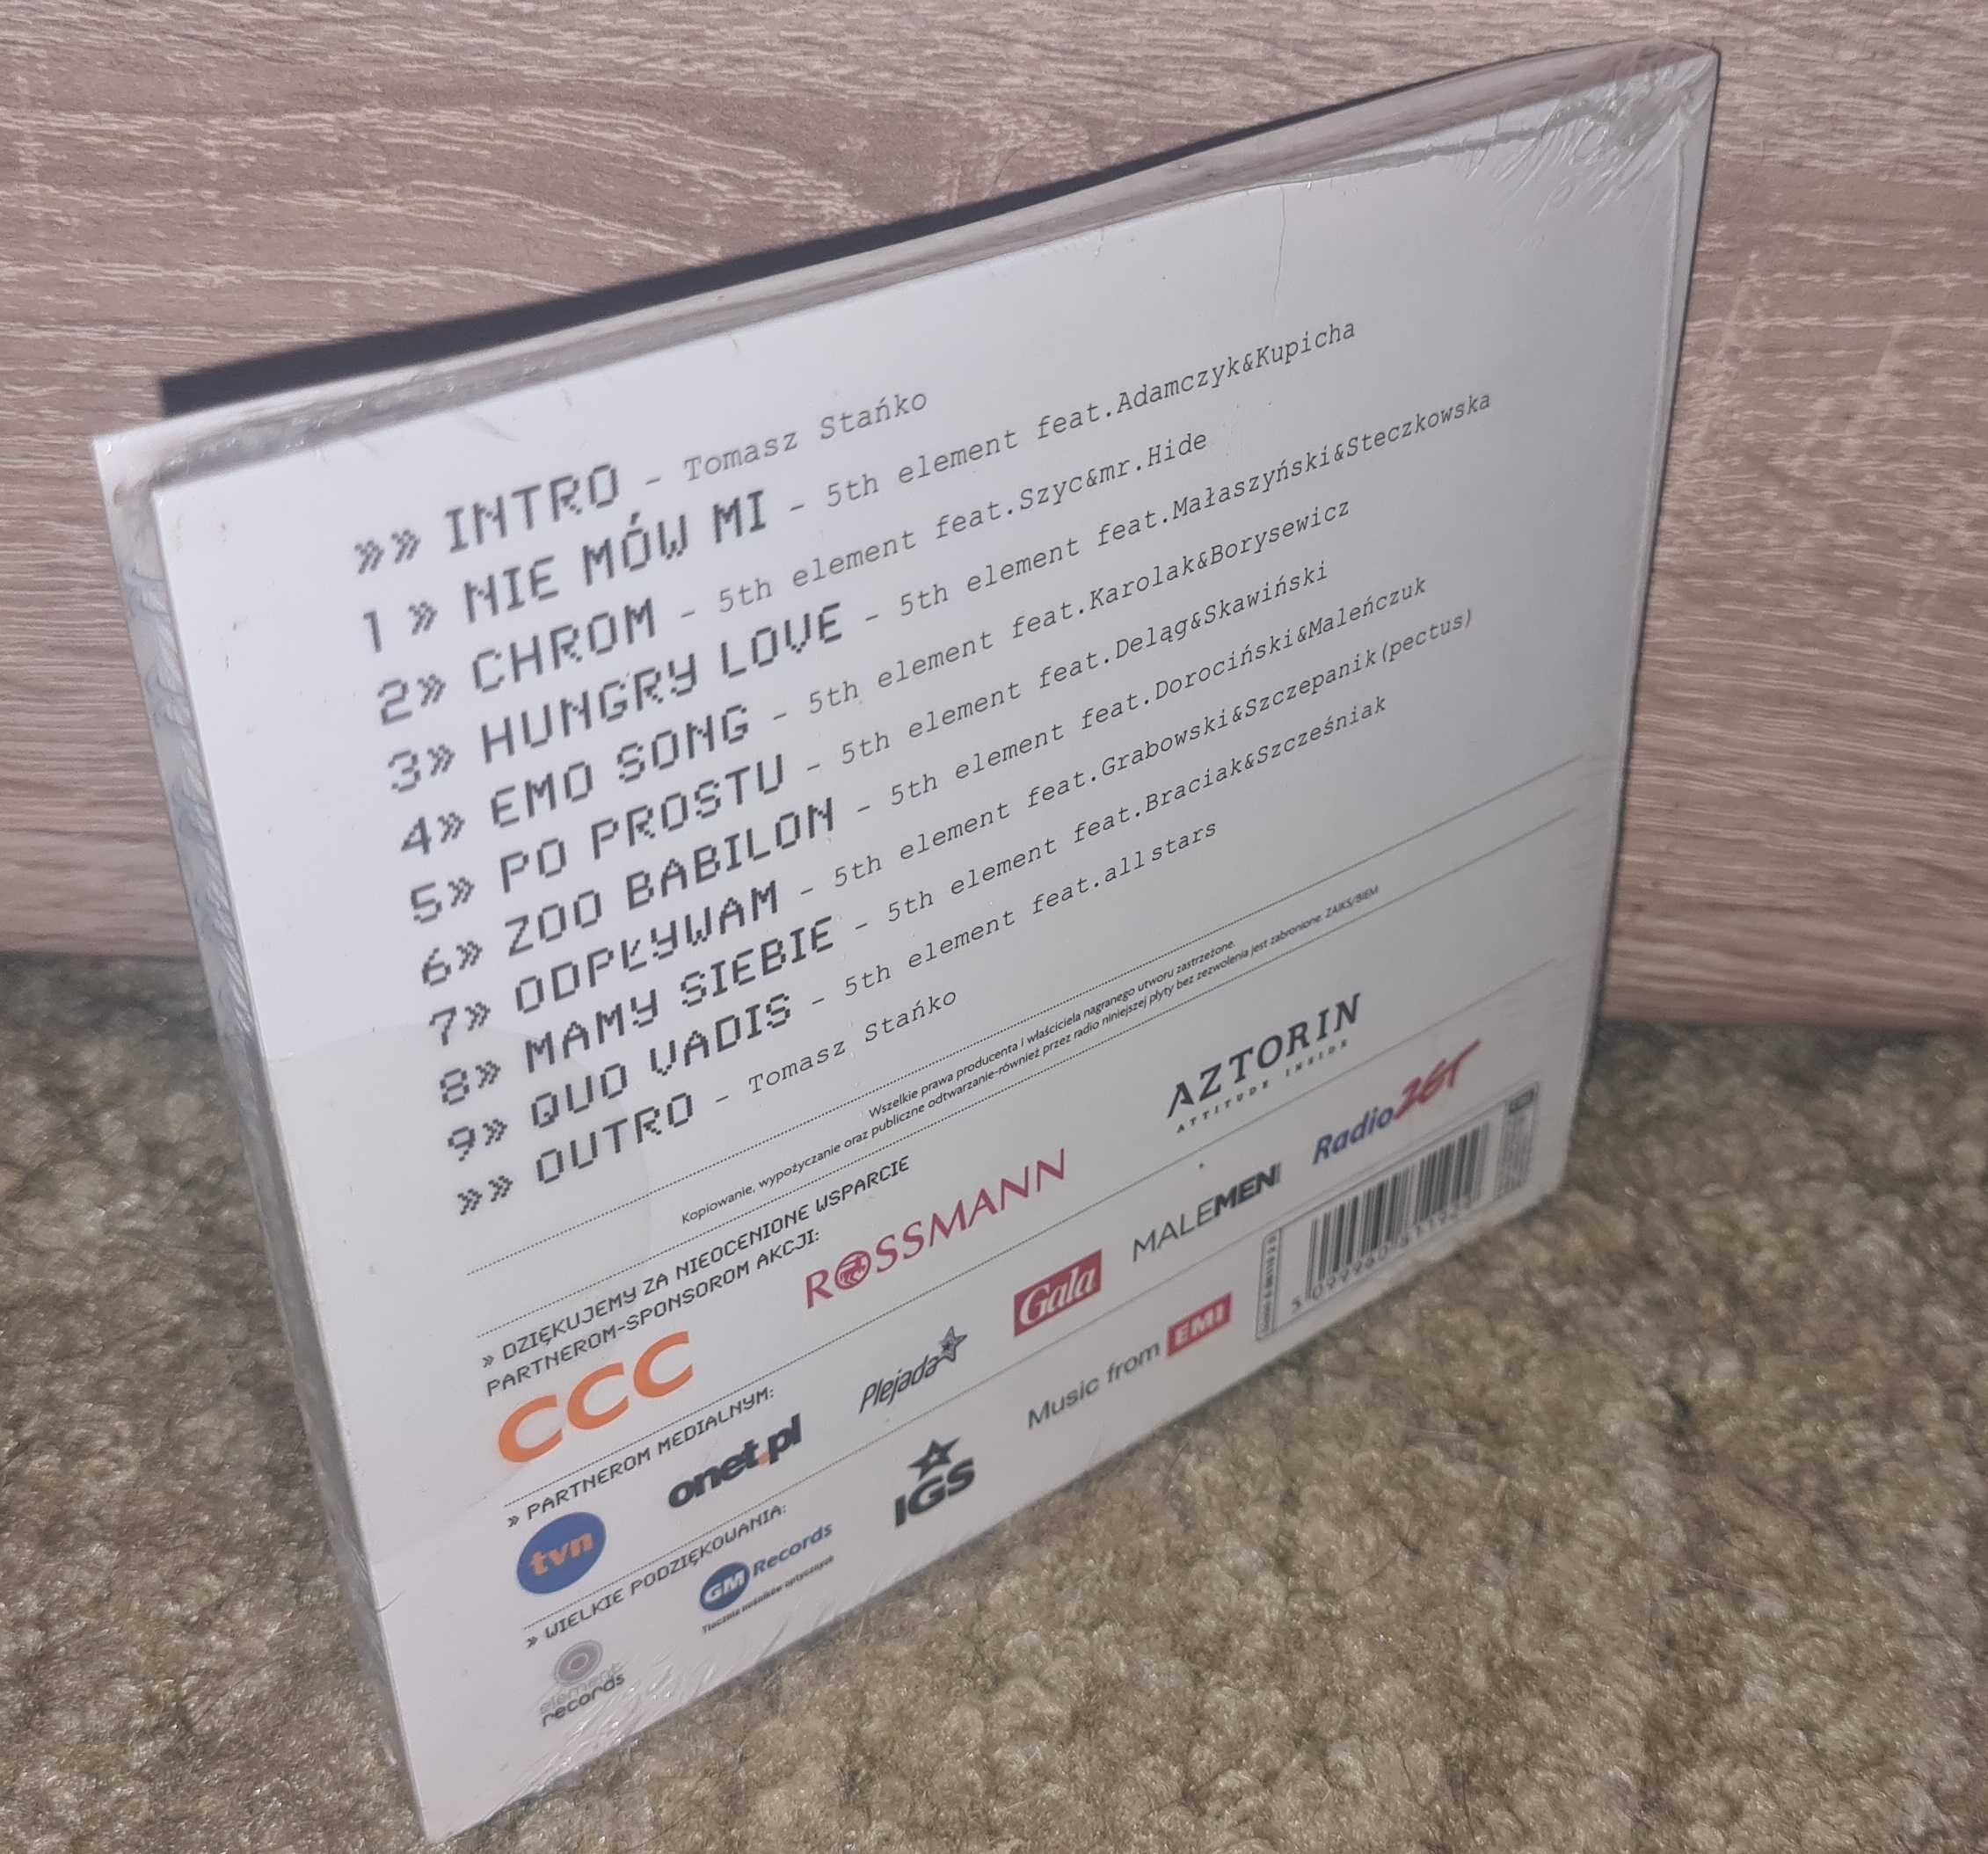 »» INTRO - Tomasz Stańko
1» NIE MÓW MI - 5th element feat.Adamczyk&Kupicha
2» CHROM - 5th element feat.Szyc&mr.Hide
3» HUNGRY LOVE - 5th element feat.Małaszyński&Steczkowska
4» EMO SONG - 5th element feat.Karolak&Borysewicz
5» PO PROSTU - 5th element feat.Deląg&Skawiński
6» ZOO BABILON - 5th element feat.Dorociński&Maleńczuk
7» ODPŁYWAM - 5th element feat.Grabowski&Szczepanik(pectus)
8» MAMY SIEBIE - 5th element feat.Braciak&Szcześniak
9» QUO VADIS - 5th element feat.allstars
»» OUTRO - Tomasz Stańko
Wszelkie prawa producenta i właściciela nagranego utworu zastrzeżone.
Kopiowanie, wypożyczanie oraz publiczne odtwarzanie-również przez radio niniejszej płyty bez zezwolenia jest zabronione. ZAIKS/BIEM
» DZIĘKUJEMY ZA NIEOCENIONE WSPARCIE
PARTNEROM-SPONSOROM AKCJI:
CCC
ROSSMANN
AZTORIN
ATTITUDE INSIDE
» PARTNEROM MEDIALNYM:
tvn
onet.pl
Plejada
Gala
MALEMEN
Radio ZET
» WIELKIE PODZIĘKOWANIA:
element records
GM Records
Tłocznia nośników optycznych
IGS
Music from EMI